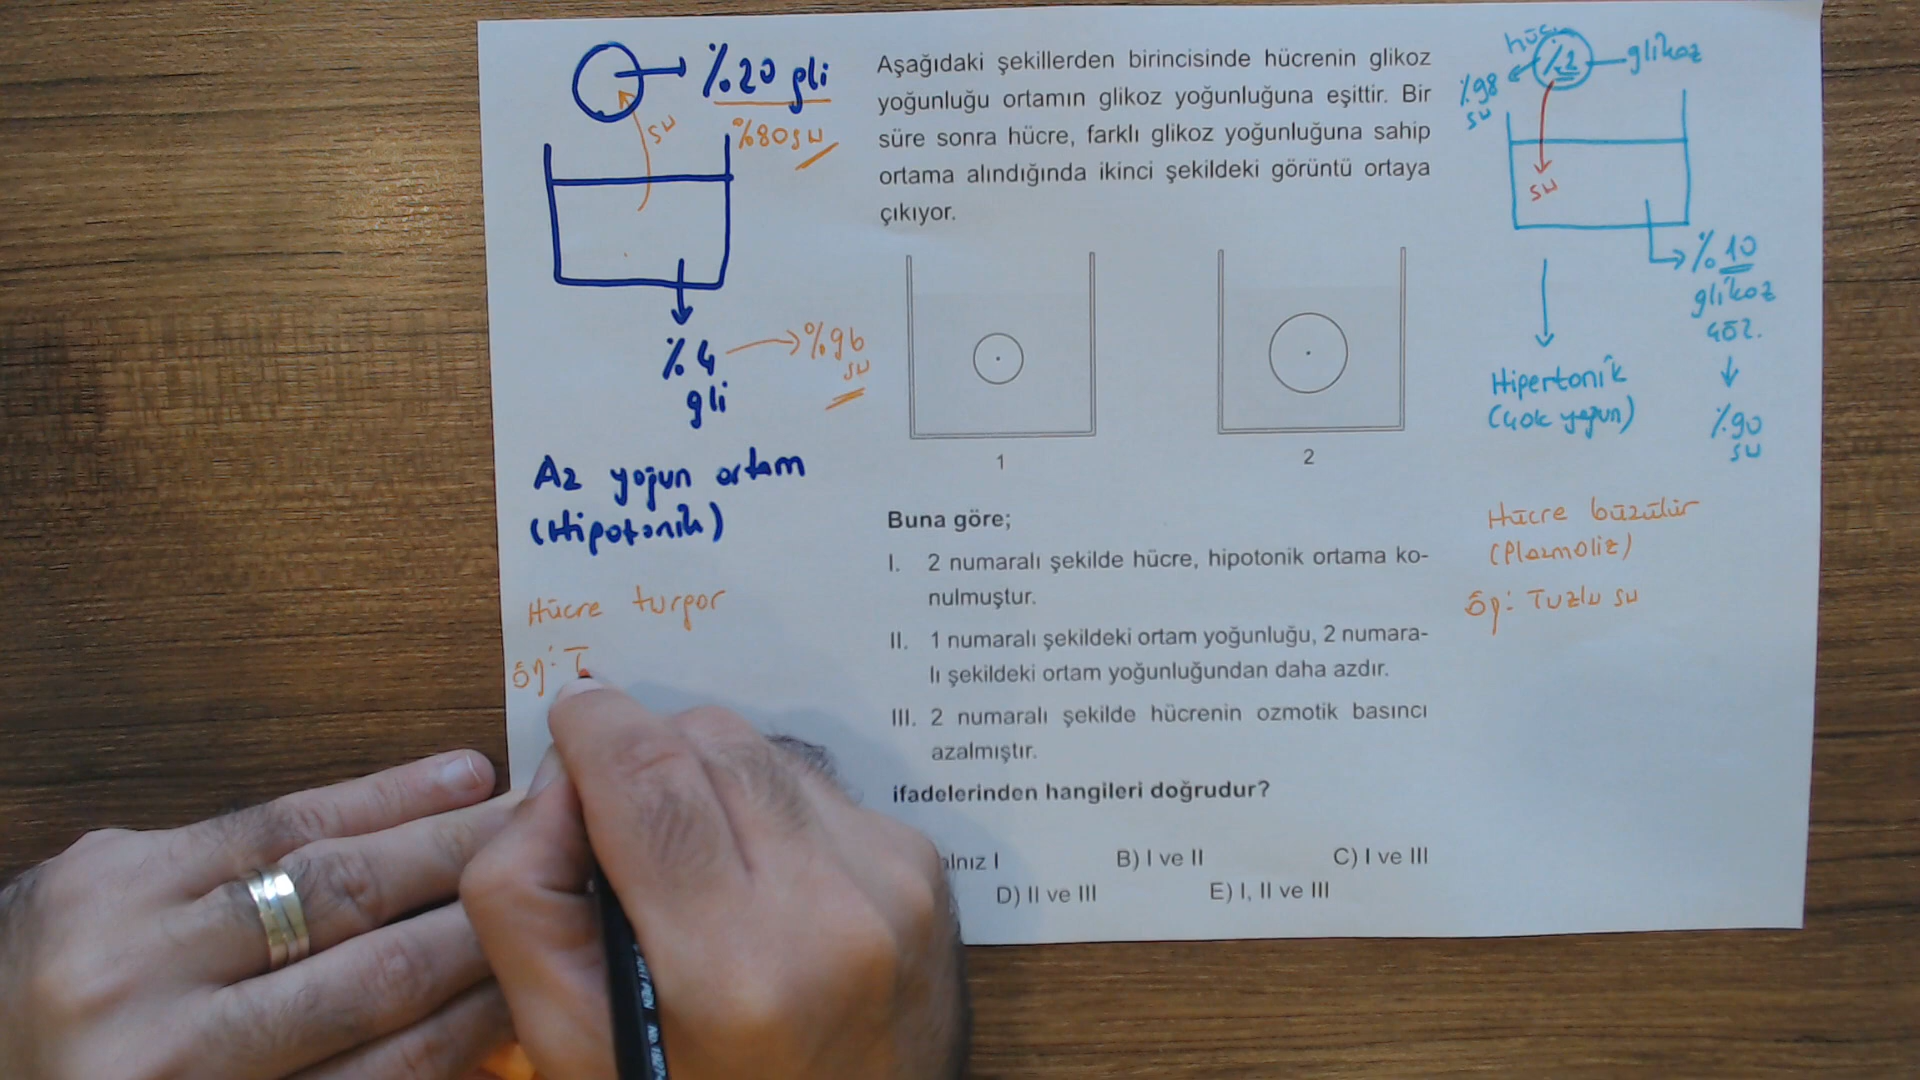 %20 gli
%80 su
su
%4
gli
%96
su
Az yoğun ortam
(Hipotonik)
Hücre turgor
ör: T
Aşağıdaki şekillerden birincisinde hücrenin glikoz
yoğunluğu ortamın glikoz yoğunluğuna eşittir. Bir
süre sonra hücre, farklı glikoz yoğunluğuna sahip
ortama alındığında ikinci şekildeki görüntü ortaya
çıkıyor.
1
2
Buna göre;
I. 2 numaralı şekilde hücre, hipotonik ortama ko-
nulmuştur.
II. 1 numaralı şekildeki ortam yoğunluğu, 2 numara-
lı şekildeki ortam yoğunluğundan daha azdır.
III. 2 numaralı şekilde hücrenin ozmotik basıncı
azalmıştır.
ifadelerinden hangileri doğrudur?
alnız I
B) I ve II
C) I ve III
D) II ve III
E) I, II ve III
hüc.
%2
glikoz
%98
su
su
%10
glikoz
çöz.
%90
su
Hipertonik
(çok yoğun)
Hücre büzülür
(Plazmoliz)
ör: Tuzlu su